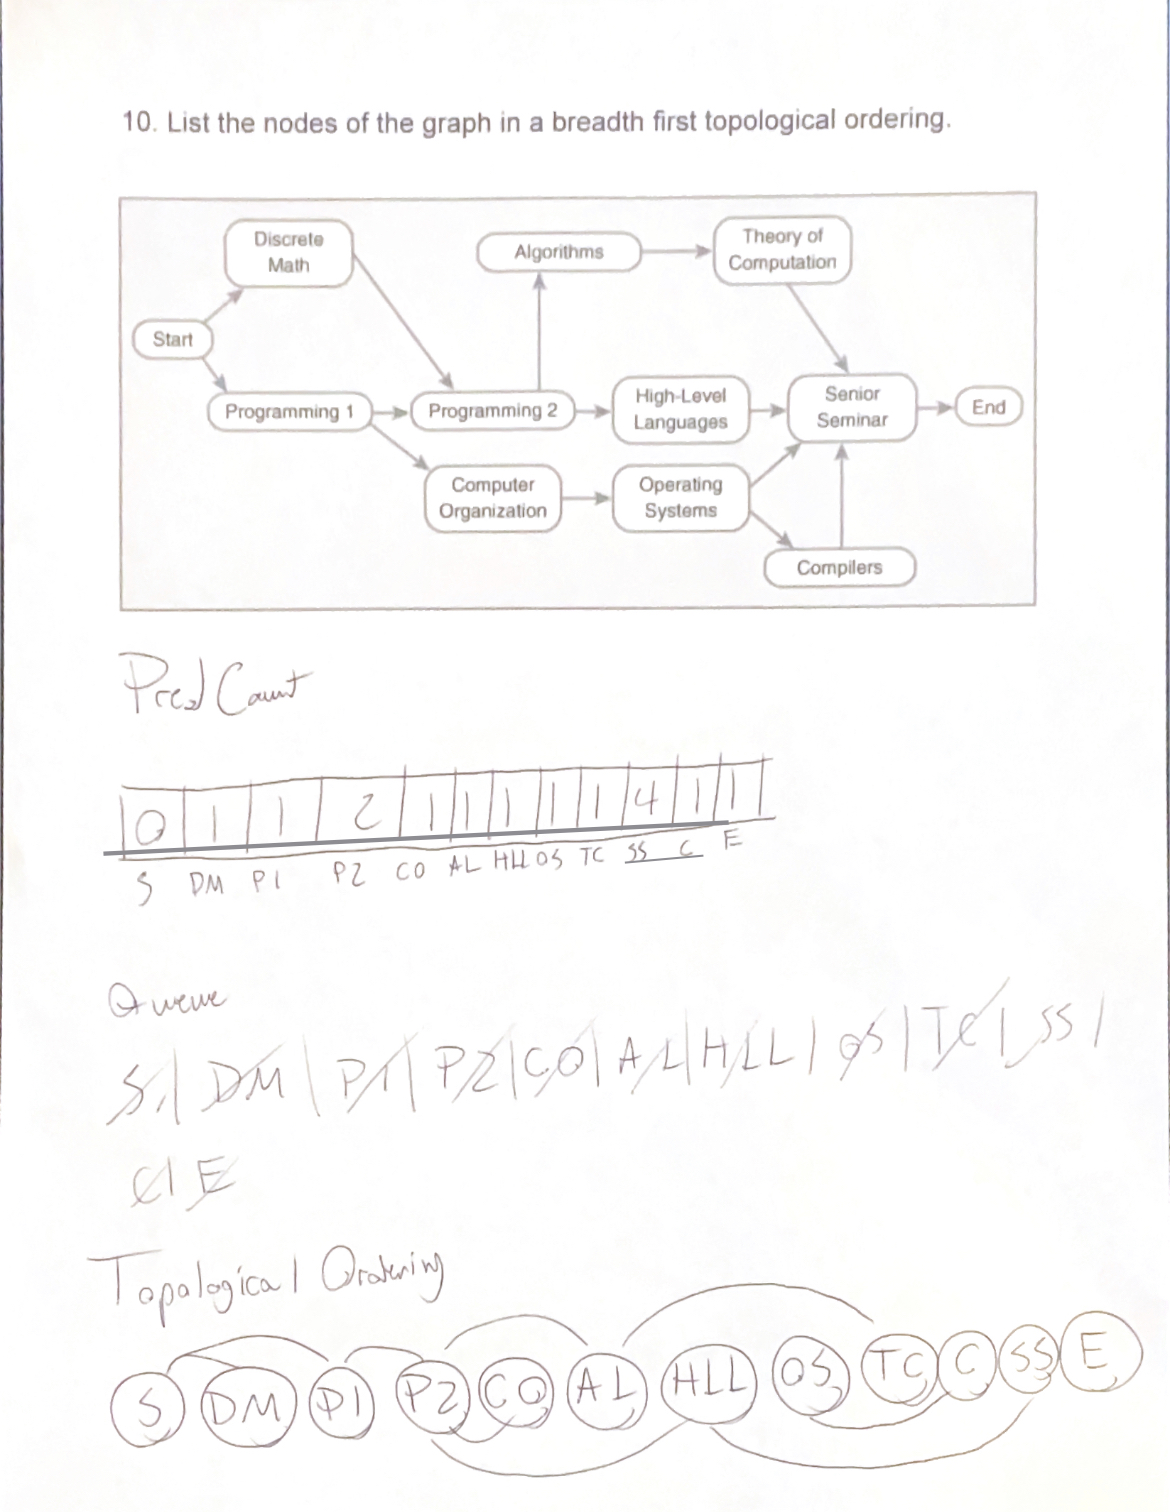 10. List the nodes of the graph in a breadth first topological ordering.
Discrete
Math
Algorithms
Theory of
Computation
Start
Programming 1
Programming 2
High-Level
Languages
Senior
Seminar
End
Computer
Organization
Operating
Systems
Compilers
Pred Count
0 1 1 2 1 1 1 1 1 4 1 1
S DM P1 P2 CO AL HLL OS TC SS C E
Queue
S | DM | P1 | P2 | CO | AL | HLL | OS | TC | SS |
C | E
Topological Ordering
S DM P1 P2 CO AL HLL OS TC C SS E